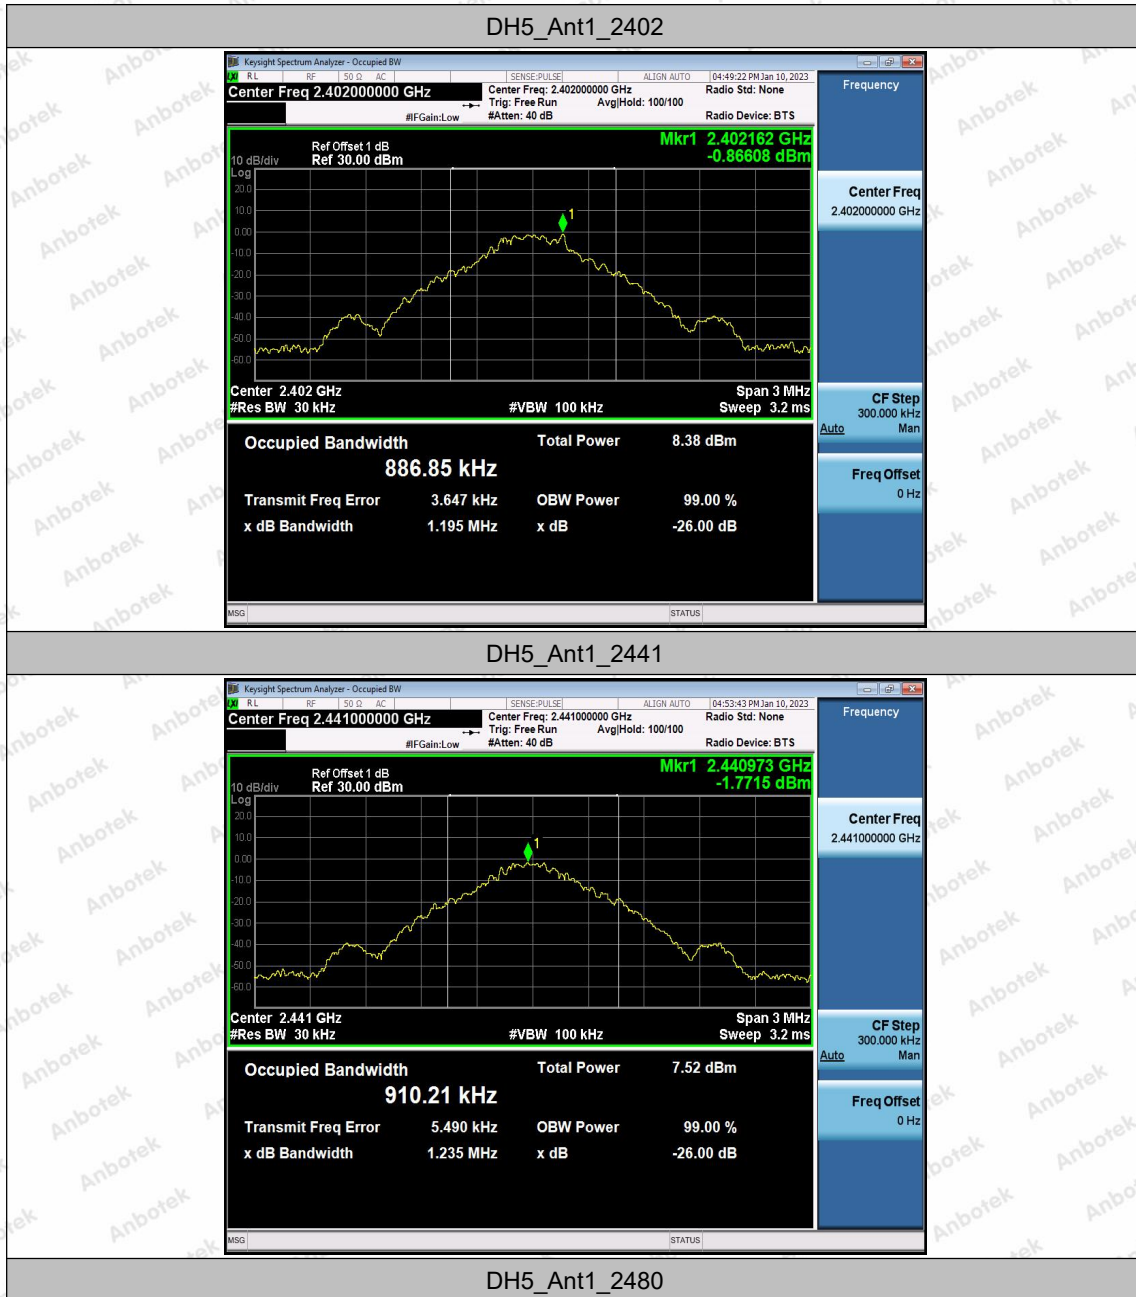 DH5_Ant1_2402
Keysight Spectrum Analyzer - Occupied BW
RL RF 50 Ω AC SENSE:PULSE ALIGN AUTO 04:49:22 PM Jan 10, 2023
Center Freq 2.402000000 GHz
Center Freq: 2.402000000 GHz
Radio Std: None
Trig: Free Run Avg|Hold: 100/100
#IFGain:Low #Atten: 40 dB Radio Device: BTS
Frequency
Mkr1 2.402162 GHz
-0.86608 dBm
Ref Offset 1 dB
10 dB/div Ref 30.00 dBm
Log
20.0
10.0
0.00
-10.0
-20.0
-30.0
-40.0
-50.0
-60.0
1
Center Freq
2.402000000 GHz
Center 2.402 GHz Span 3 MHz
#Res BW 30 kHz #VBW 100 kHz Sweep 3.2 ms
CF Step
300.000 kHz
Auto Man
Occupied Bandwidth Total Power 8.38 dBm
886.85 kHz
Freq Offset
0 Hz
Transmit Freq Error 3.647 kHz OBW Power 99.00 %
x dB Bandwidth 1.195 MHz x dB -26.00 dB
MSG STATUS
DH5_Ant1_2441
Keysight Spectrum Analyzer - Occupied BW
RL RF 50 Ω AC SENSE:PULSE ALIGN AUTO 04:53:43 PM Jan 10, 2023
Center Freq 2.441000000 GHz
Center Freq: 2.441000000 GHz
Radio Std: None
Trig: Free Run Avg|Hold: 100/100
#IFGain:Low #Atten: 40 dB Radio Device: BTS
Frequency
Mkr1 2.440973 GHz
-1.7715 dBm
Ref Offset 1 dB
10 dB/div Ref 30.00 dBm
Log
20.0
10.0
0.00
-10.0
-20.0
-30.0
-40.0
-50.0
-60.0
1
Center Freq
2.441000000 GHz
Center 2.441 GHz Span 3 MHz
#Res BW 30 kHz #VBW 100 kHz Sweep 3.2 ms
CF Step
300.000 kHz
Auto Man
Occupied Bandwidth Total Power 7.52 dBm
910.21 kHz
Freq Offset
0 Hz
Transmit Freq Error 5.490 kHz OBW Power 99.00 %
x dB Bandwidth 1.235 MHz x dB -26.00 dB
MSG STATUS
DH5_Ant1_2480